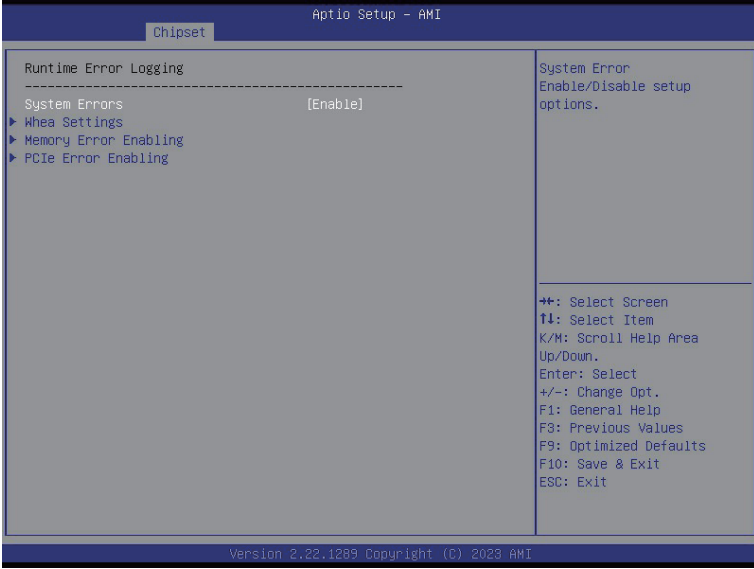 Aptio Setup – AMI
Chipset
Runtime Error Logging
--------------------------------------------------
System Errors [Enable]
Whea Settings
Memory Error Enabling
PCIe Error Enabling
System Error
Enable/Disable setup
options.
→←: Select Screen
↑↓: Select Item
K/M: Scroll Help Area
Up/Down.
Enter: Select
+/-: Change Opt.
F1: General Help
F3: Previous Values
F9: Optimized Defaults
F10: Save & Exit
ESC: Exit
Version 2.22.1289 Copyright (C) 2023 AMI